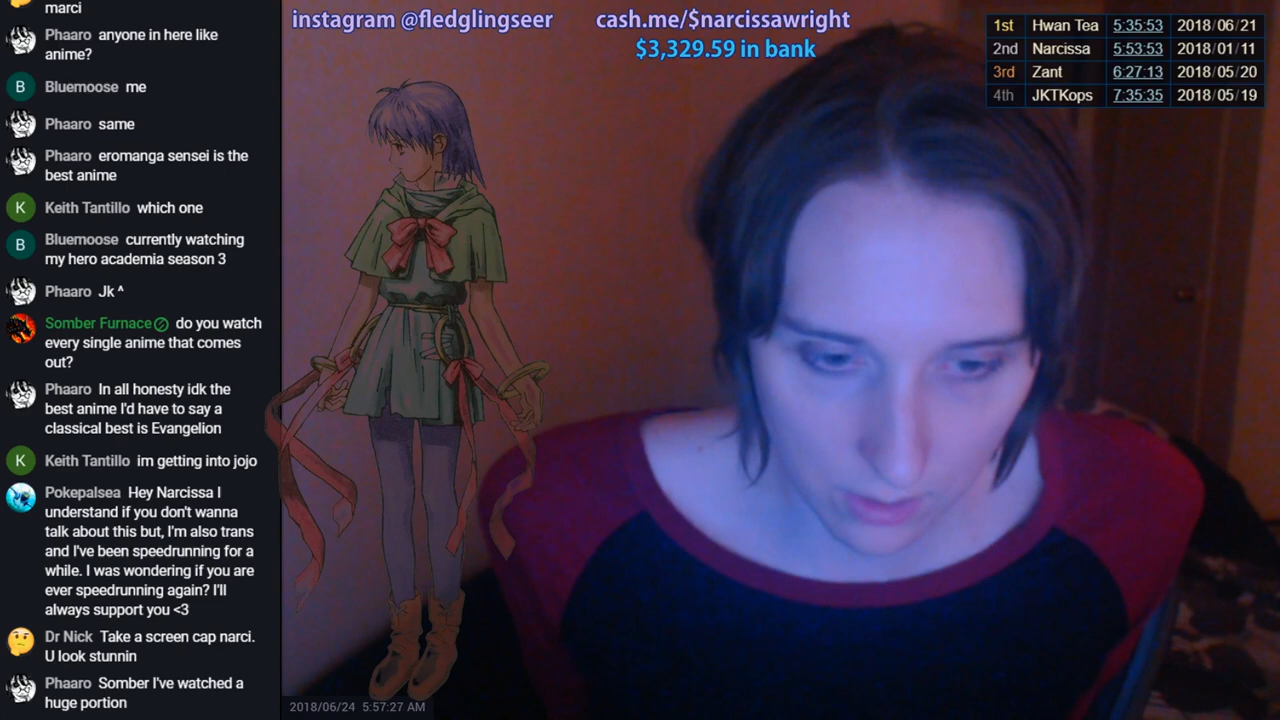 marci
Phaaro anyone in here like
anime?
B Bluemoose me
Phaaro same
Phaaro eromanga sensei is the
best anime
K Keith Tantillo which one
B Bluemoose currently watching
my hero academia season 3
Phaaro Jk ^
Somber Furnace do you watch
every single anime that comes
out?
Phaaro In all honesty idk the
best anime I'd have to say a
classical best is Evangelion
K Keith Tantillo im getting into jojo
Pokepalsea Hey Narcissa I
understand if you don't wanna
talk about this but, I'm also trans
and I've been speedrunning for a
while. I was wondering if you are
ever speedrunning again? I'll
always support you <3
Dr Nick Take a screen cap narci.
U look stunnin
Phaaro Somber I've watched a
huge portion
instagram @fledglingseer cash.me/$narcissawright
$3,329.59 in bank
1st Hwan Tea 5:35:53 2018/06/21
2nd Narcissa 5:53:53 2018/01/11
3rd Zant 6:27:13 2018/05/20
4th JKTKops 7:35:35 2018/05/19
2018/06/24 5:57:27 AM